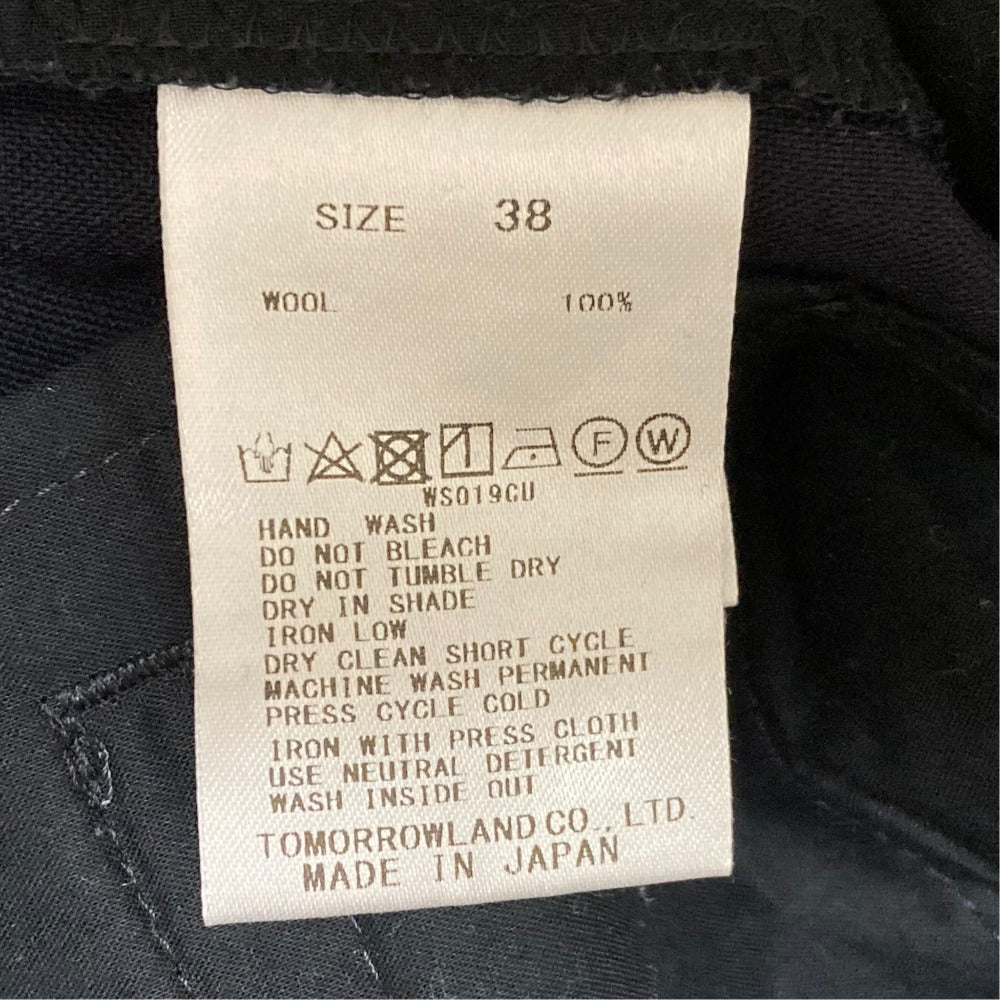 SIZE 38
WOOL 100%
F W
WS019CU
HAND WASH
DO NOT BLEACH
DO NOT TUMBLE DRY
DRY IN SHADE
IRON LOW
DRY CLEAN SHORT CYCLE
MACHINE WASH PERMANENT
PRESS CYCLE COLD
IRON WITH PRESS CLOTH
USE NEUTRAL DETERGENT
WASH INSIDE OUT
TOMORROWLAND CO., LTD.
MADE IN JAPAN